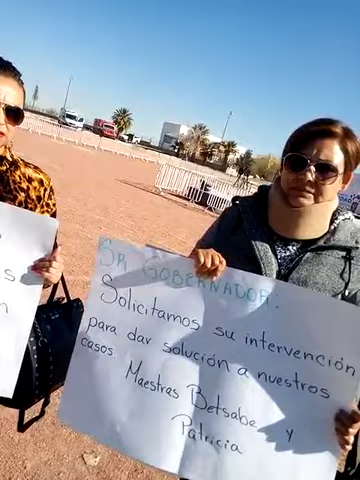 SR GOBERNADOR:
Solicitamos su intervención
para dar solución a nuestros
casos
Maestras Betsabe y
Patricia